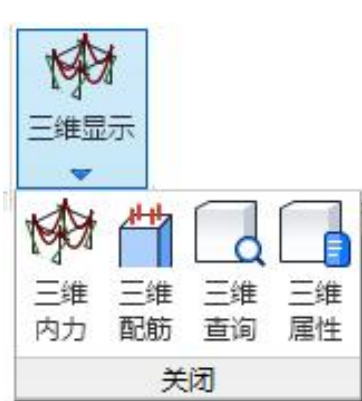 三维显示
三维 三维 三维 三维
内力 配筋 查询 属性
关闭